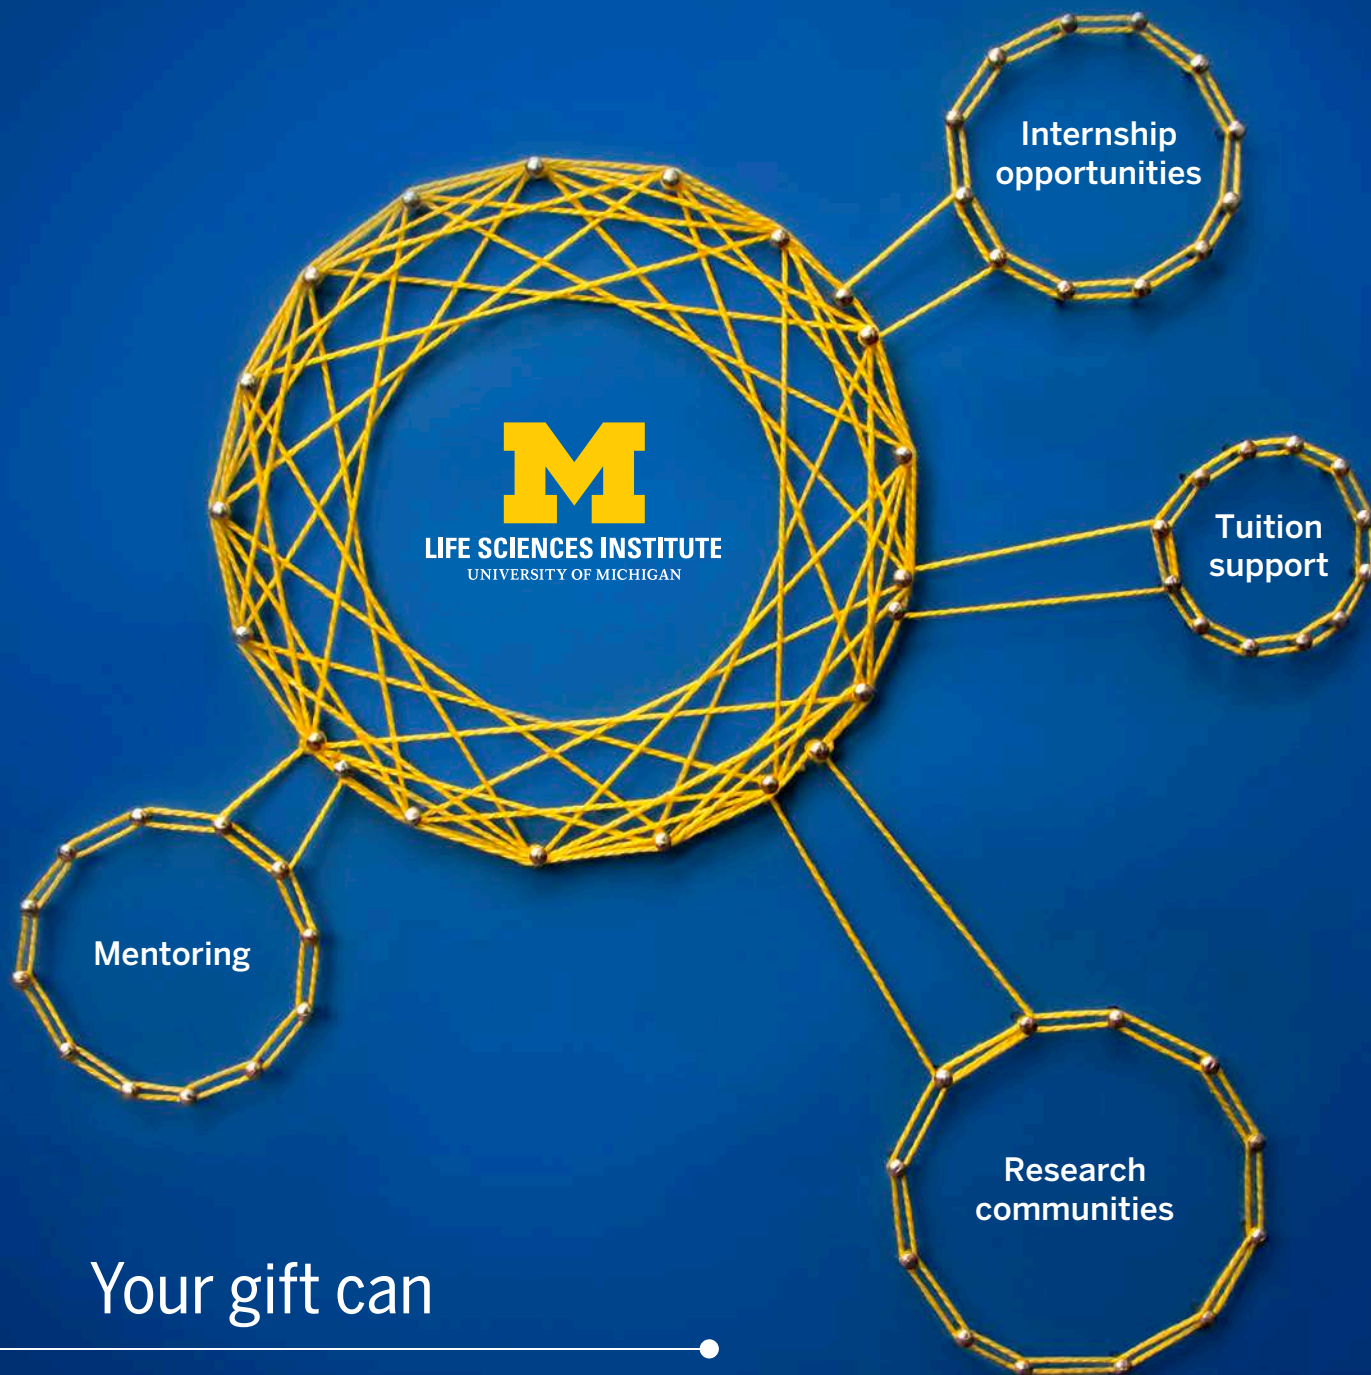 Internship
opportunities
M
LIFE SCIENCES INSTITUTE
UNIVERSITY OF MICHIGAN
Tuition
support
Mentoring
Research
communities
Your gift can